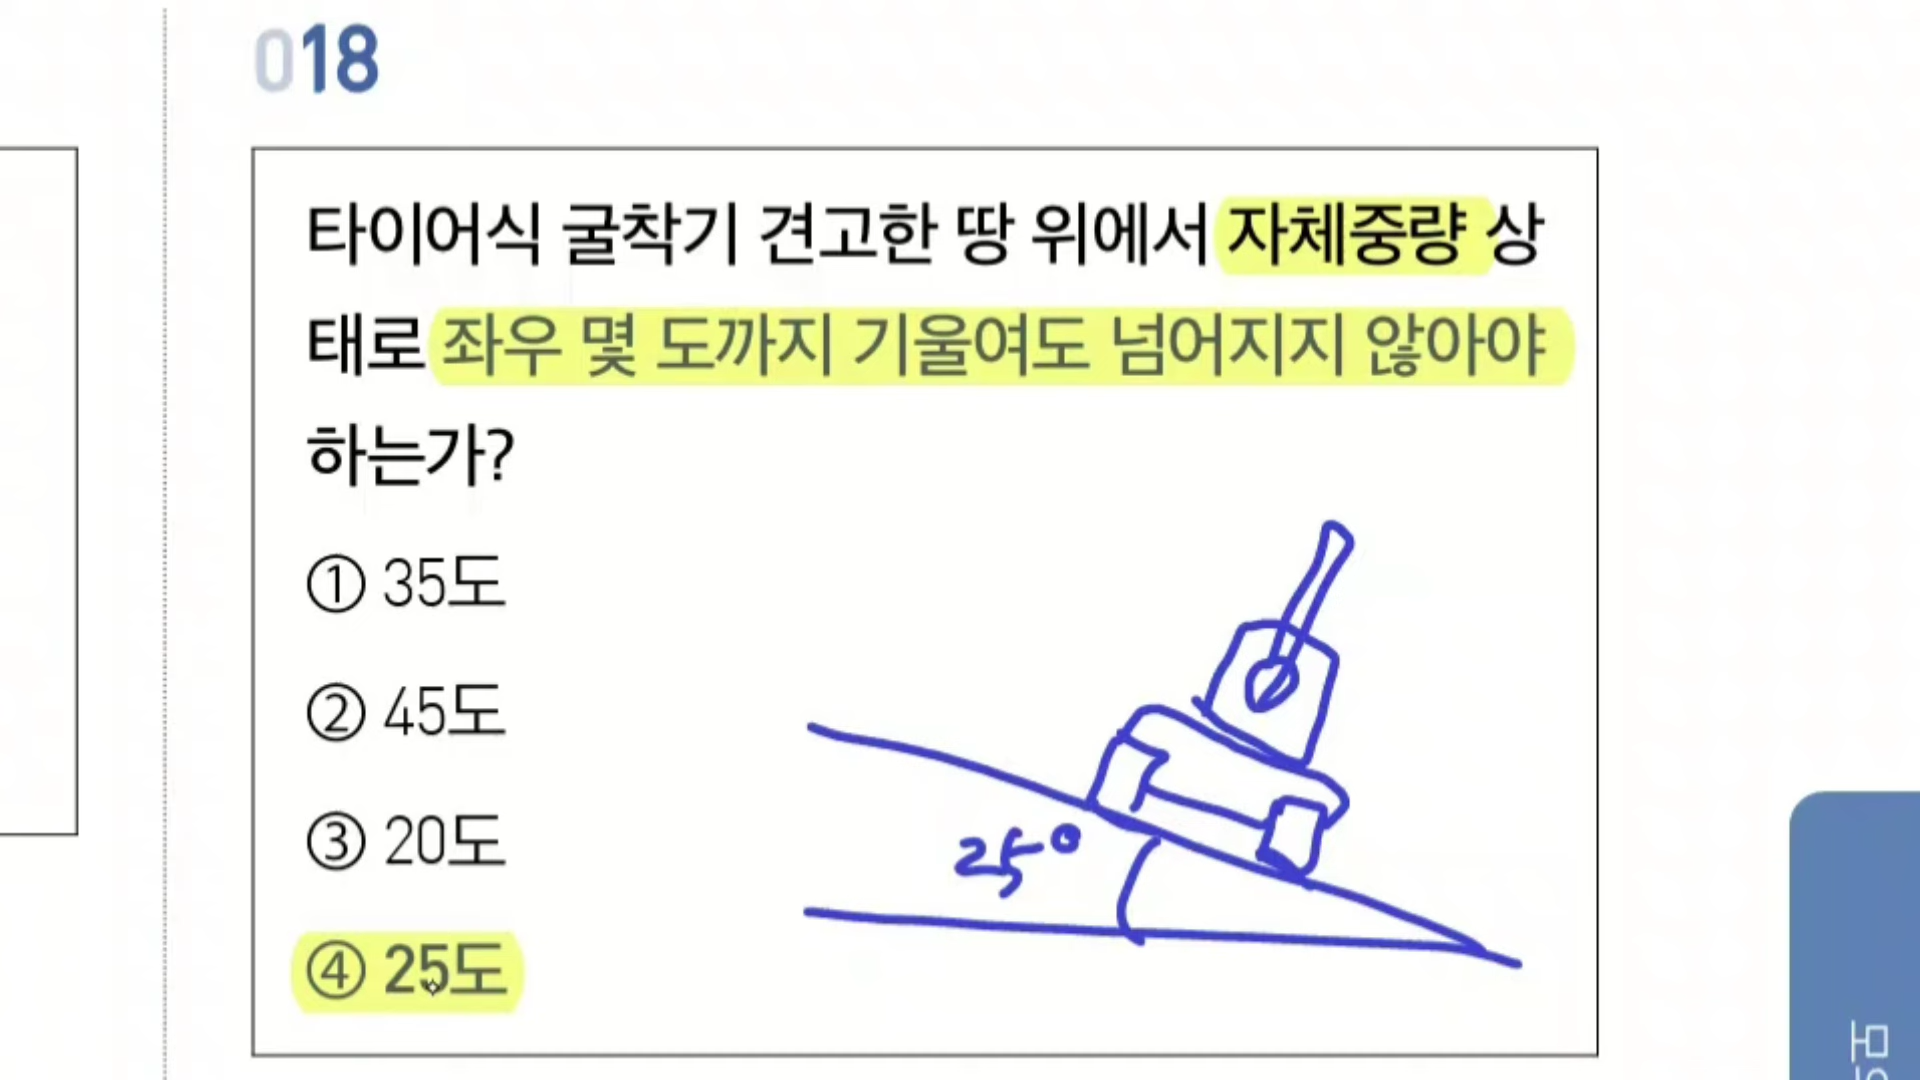 018
타이어식 굴착기 견고한 땅 위에서 자체중량 상
태로 좌우 몇 도까지 기울여도 넘어지지 않아야
하는가?
① 35도
② 45도
③ 20도
25°
④ 25도